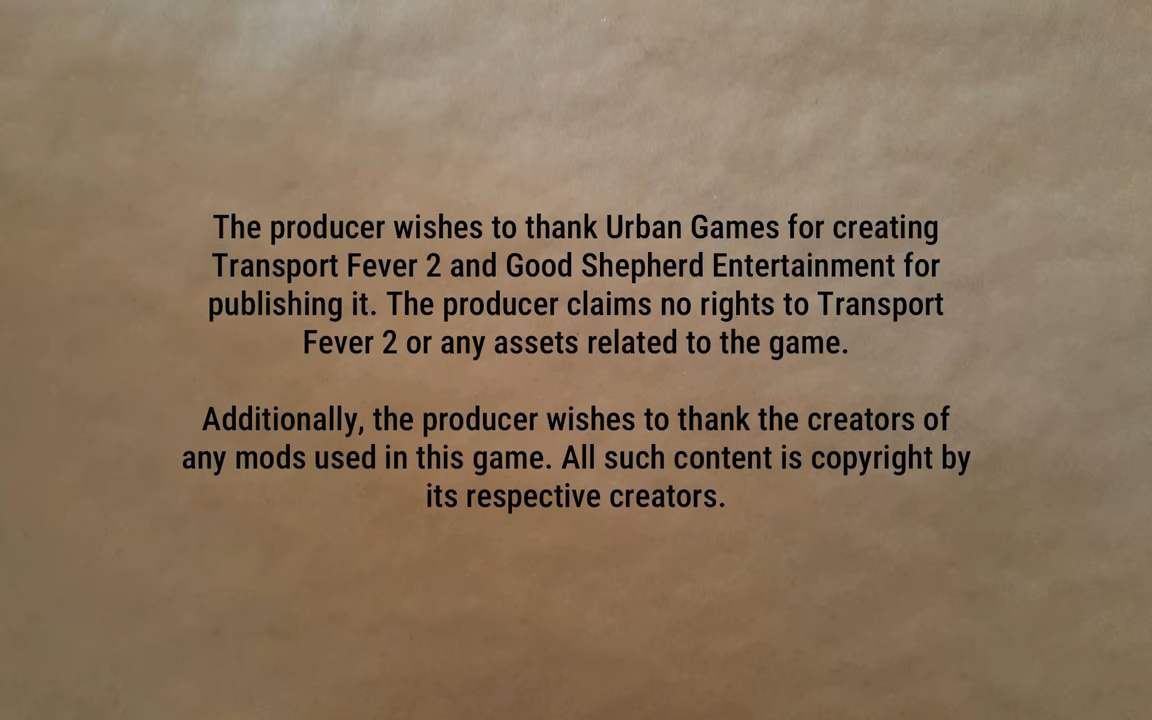 The producer wishes to thank Urban Games for creating
Transport Fever 2 and Good Shepherd Entertainment for
publishing it. The producer claims no rights to Transport
Fever 2 or any assets related to the game.
Additionally, the producer wishes to thank the creators of
any mods used in this game. All such content is copyright by
its respective creators.